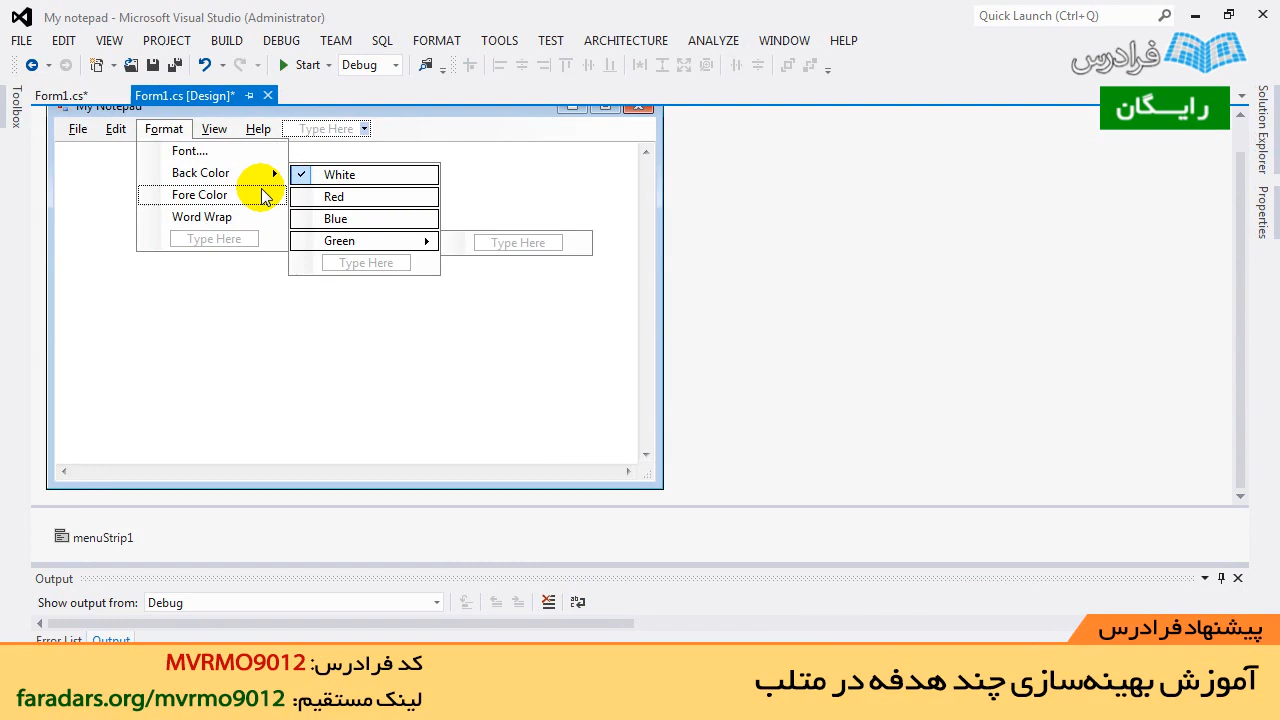 My notepad - Microsoft Visual Studio (Administrator)
Quick Launch (Ctrl+Q)
FILE EDIT VIEW PROJECT BUILD DEBUG TEAM SQL FORMAT TOOLS TEST ARCHITECTURE ANALYZE WINDOW HELP
Start Debug
فرادرس
Form1.cs* Form1.cs [Design]*
رایـــگان
Toolbox
Solution Explorer
Properties
My Notepad
File Edit Format View Help Type Here
Font....
Back Color White
Fore Color Red
Word Wrap Blue
Type Here Green Type Here
Type Here
menuStrip1
Output
Show output from: Debug
Error List Output
پیشنهاد فرادرس
آموزش بهینه‌سازی چند هدفه در متلب
کد فرادرس: MVRMO9012
لینک مستقیم: faradars.org/mvrmo9012